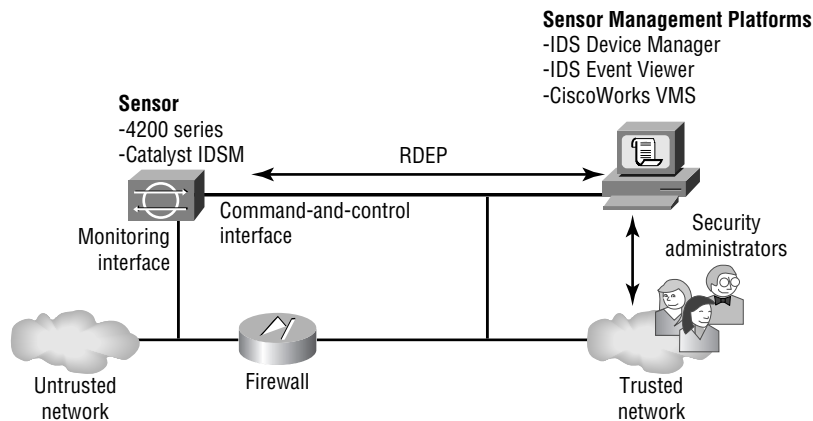 Sensor Management Platforms
-IDS Device Manager
-IDS Event Viewer
-CiscoWorks VMS
Sensor
-4200 series
-Catalyst IDSM
RDEP
Command-and-control
interface
Monitoring
interface
Security
administrators
Untrusted
network
Firewall
Trusted
network